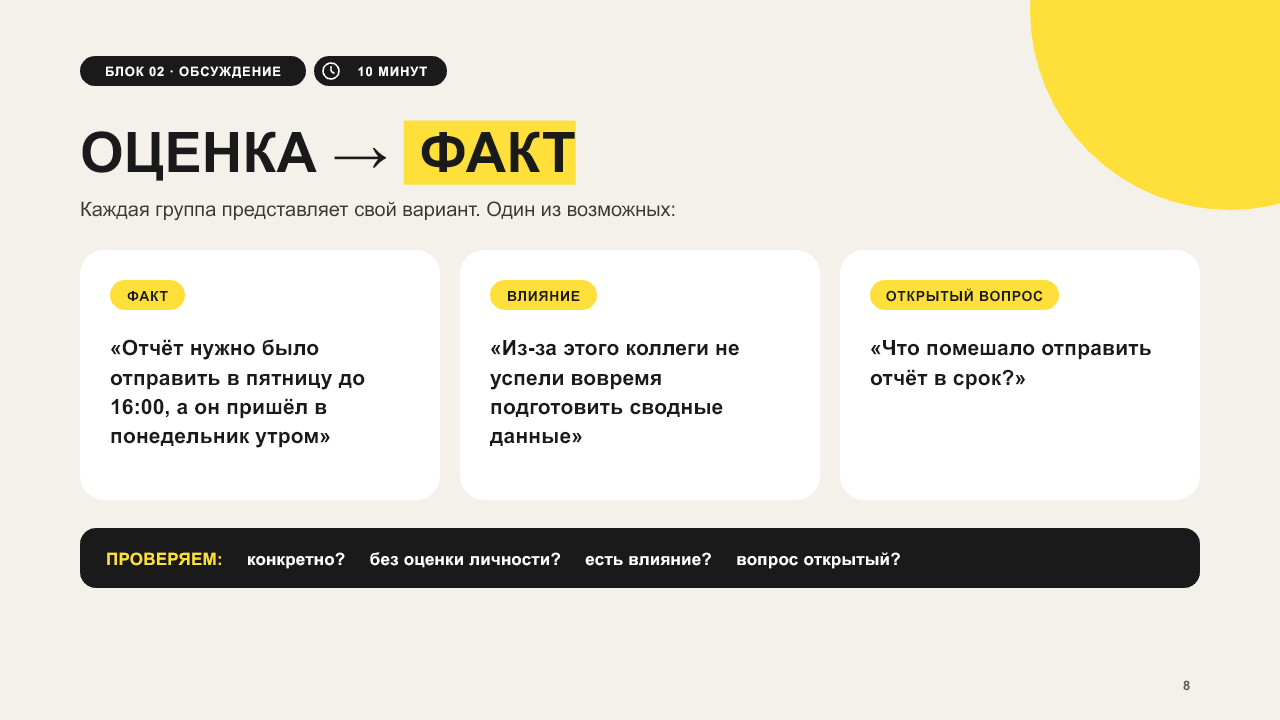 БЛОК 02 · ОБСУЖДЕНИЕ
10 МИНУТ
ОЦЕНКА → ФАКТ
Каждая группа представляет свой вариант. Один из возможных:
ФАКТ
«Отчёт нужно было
отправить в пятницу до
16:00, а он пришёл в
понедельник утром»
ВЛИЯНИЕ
«Из-за этого коллеги не
успели вовремя
подготовить сводные
данные»
ОТКРЫТЫЙ ВОПРОС
«Что помешало отправить
отчёт в срок?»
ПРОВЕРЯЕМ: конкретно? без оценки личности? есть влияние? вопрос открытый?
8